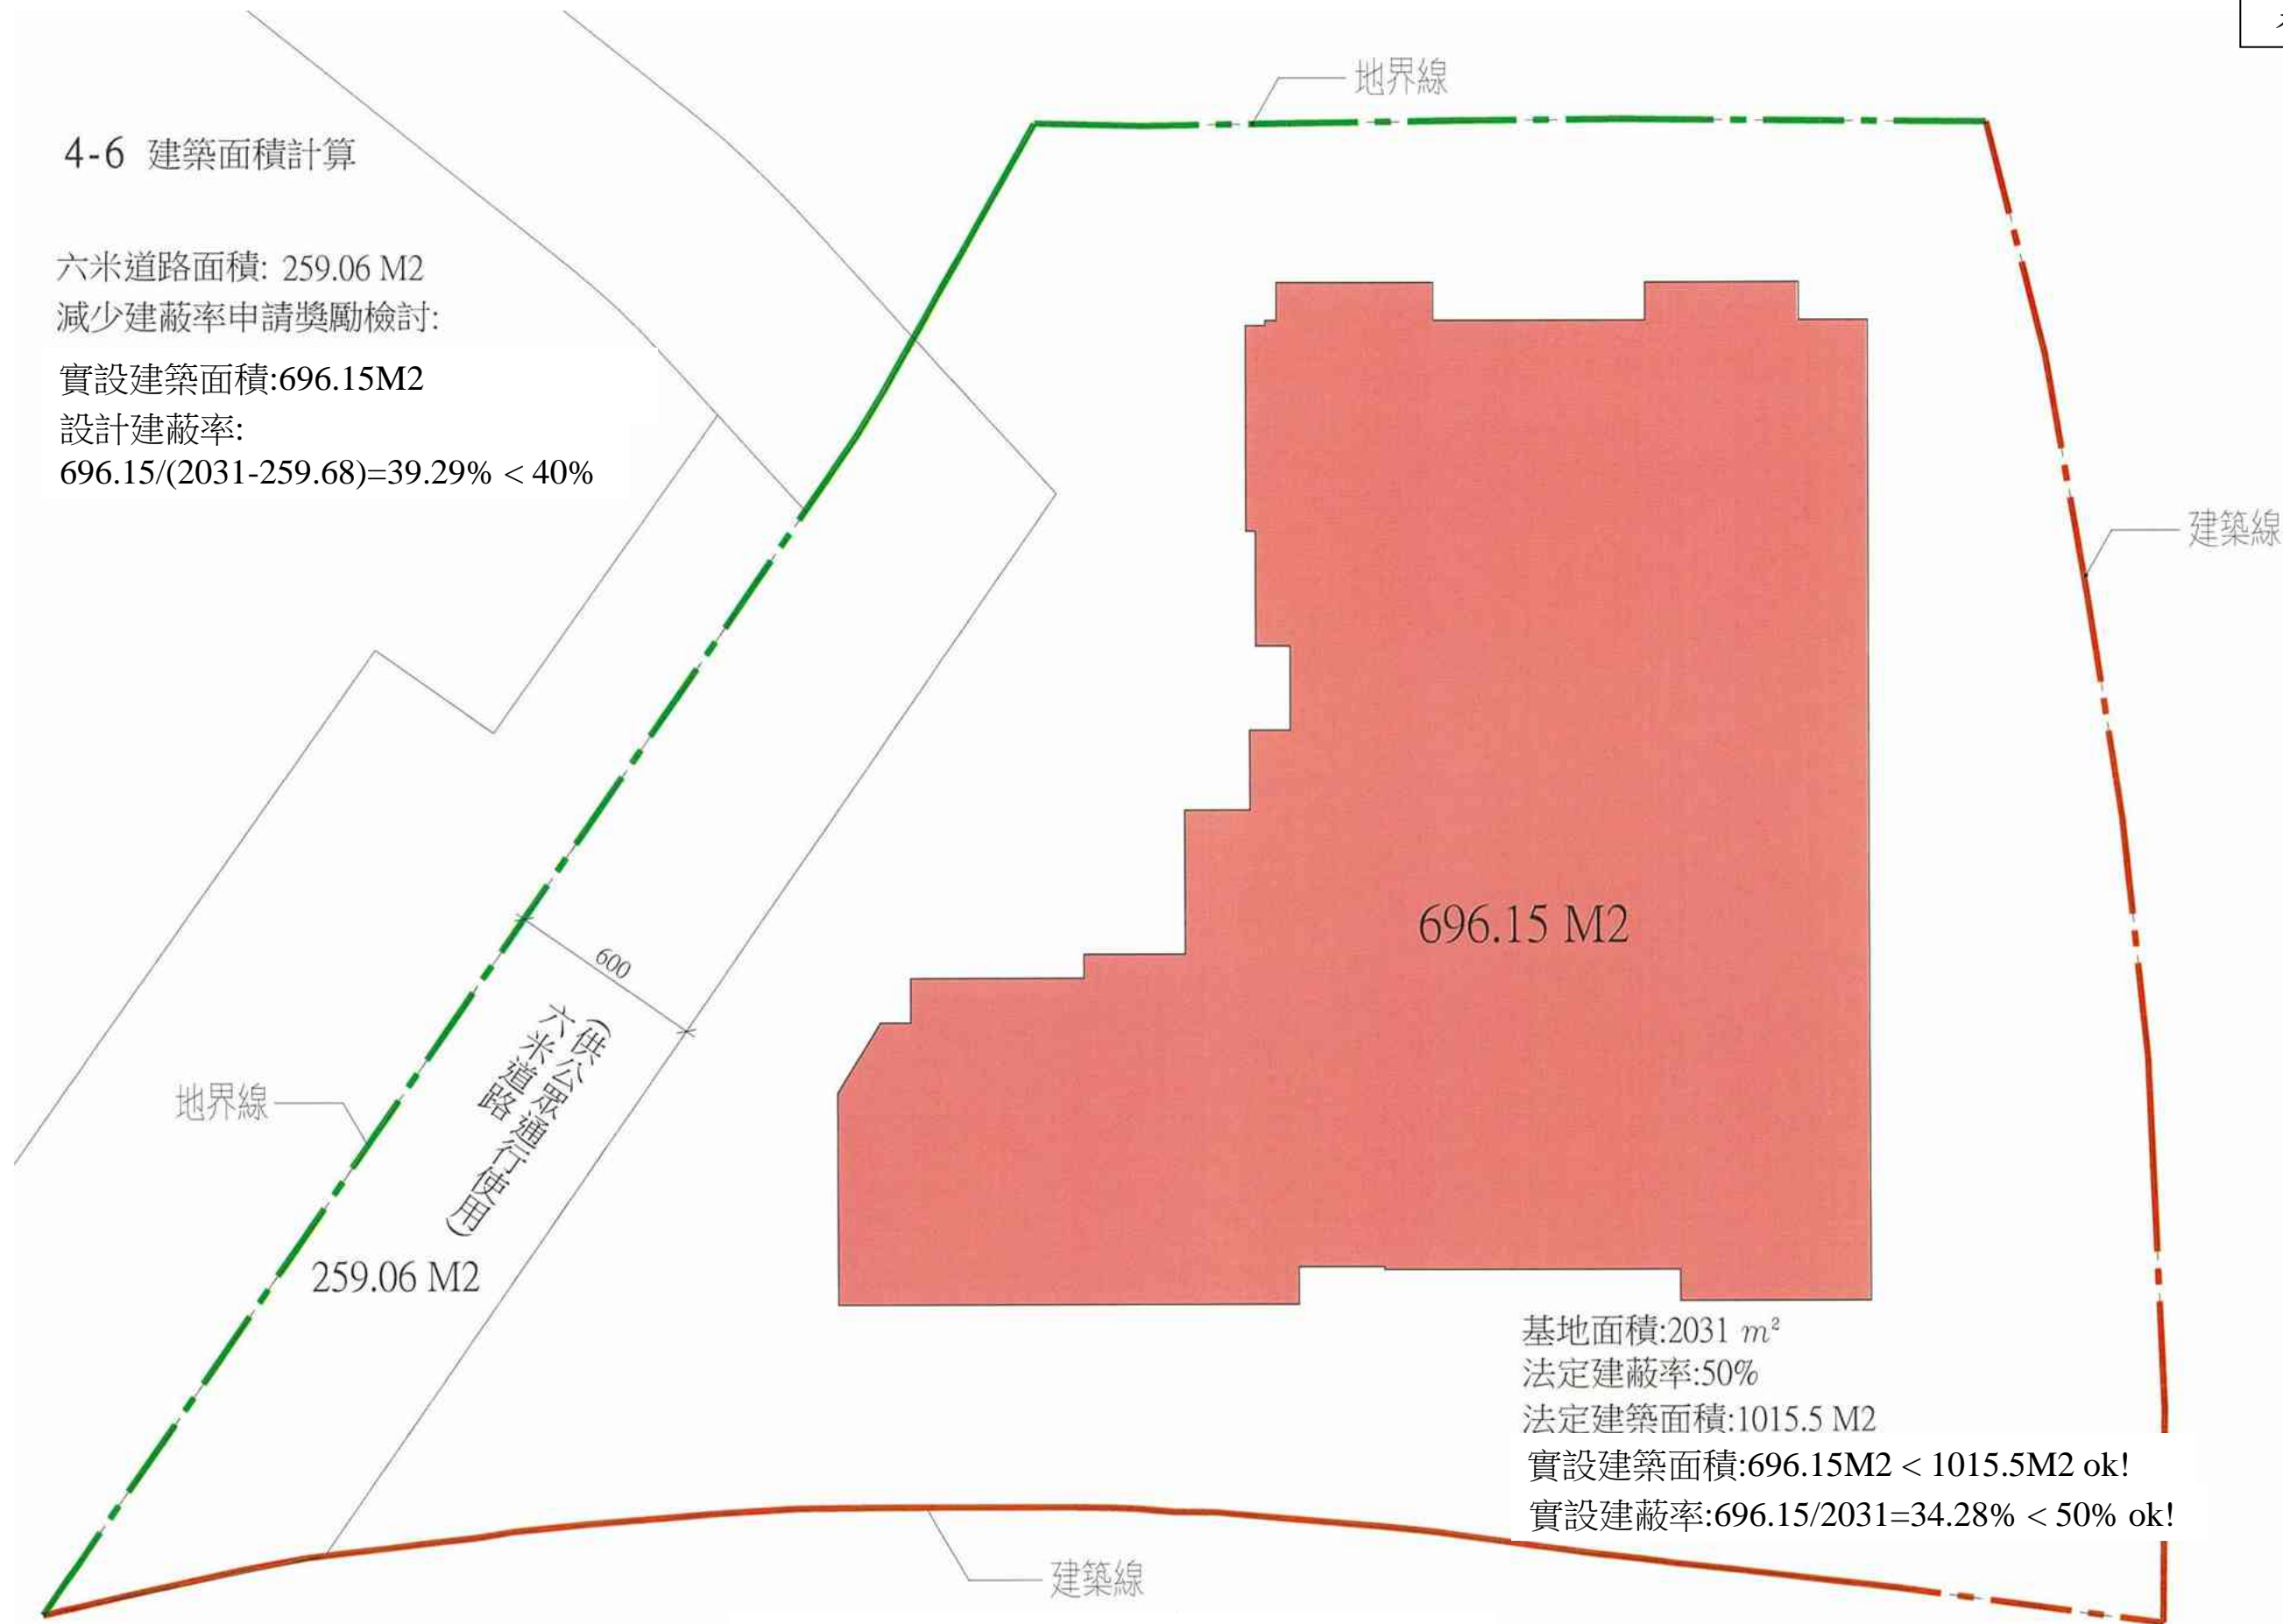 地界線
4-6 建築面積計算
六米道路面積: 259.06 M2
減少建蔽率申請獎勵檢討:
實設建築面積:696.15M2
設計建蔽率:
696.15/(2031-259.68)=39.29% < 40%
建築線
696.15 M2
600
(供公眾通行使用)
六米道路
地界線
259.06 M2
基地面積:2031 m²
法定建蔽率:50%
法定建築面積:1015.5 M2
實設建築面積:696.15M2 < 1015.5M2 ok!
實設建蔽率:696.15/2031=34.28% < 50% ok!
建築線